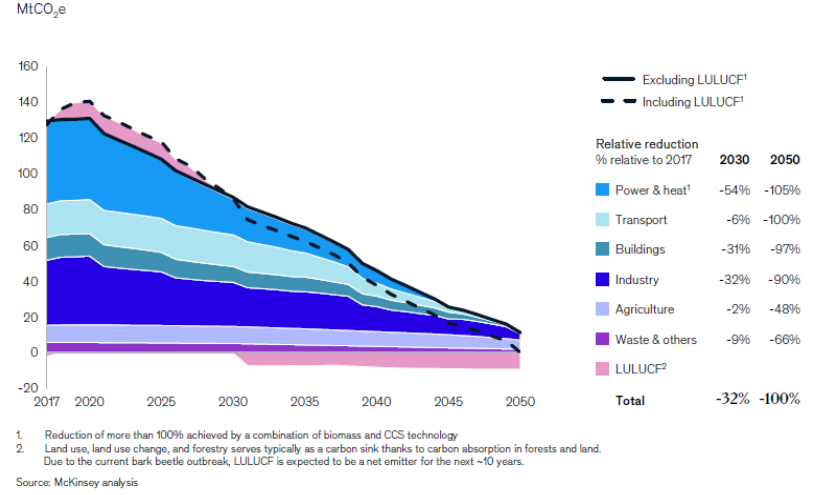 MtCO₂e
160
140
120
100
80
60
40
20
0
-20
2017 2020 2025 2030 2035 2040 2045 2050
Excluding LULUCF¹
Including LULUCF¹
Relative reduction
% relative to 2017 2030 2050
Power & heat¹ -54% -105%
Transport -6% -100%
Buildings -31% -97%
Industry -32% -90%
Agriculture -2% -48%
Waste & others -9% -66%
LULUCF²
Total -32% -100%
1. Reduction of more than 100% achieved by a combination of biomass and CCS technology
2. Land use, land use change, and forestry serves typically as a carbon sink thanks to carbon absorption in forests and land.
Due to the current bark beetle outbreak, LULUCF is expected to be a net emitter for the next ~10 years.
Source: McKinsey analysis